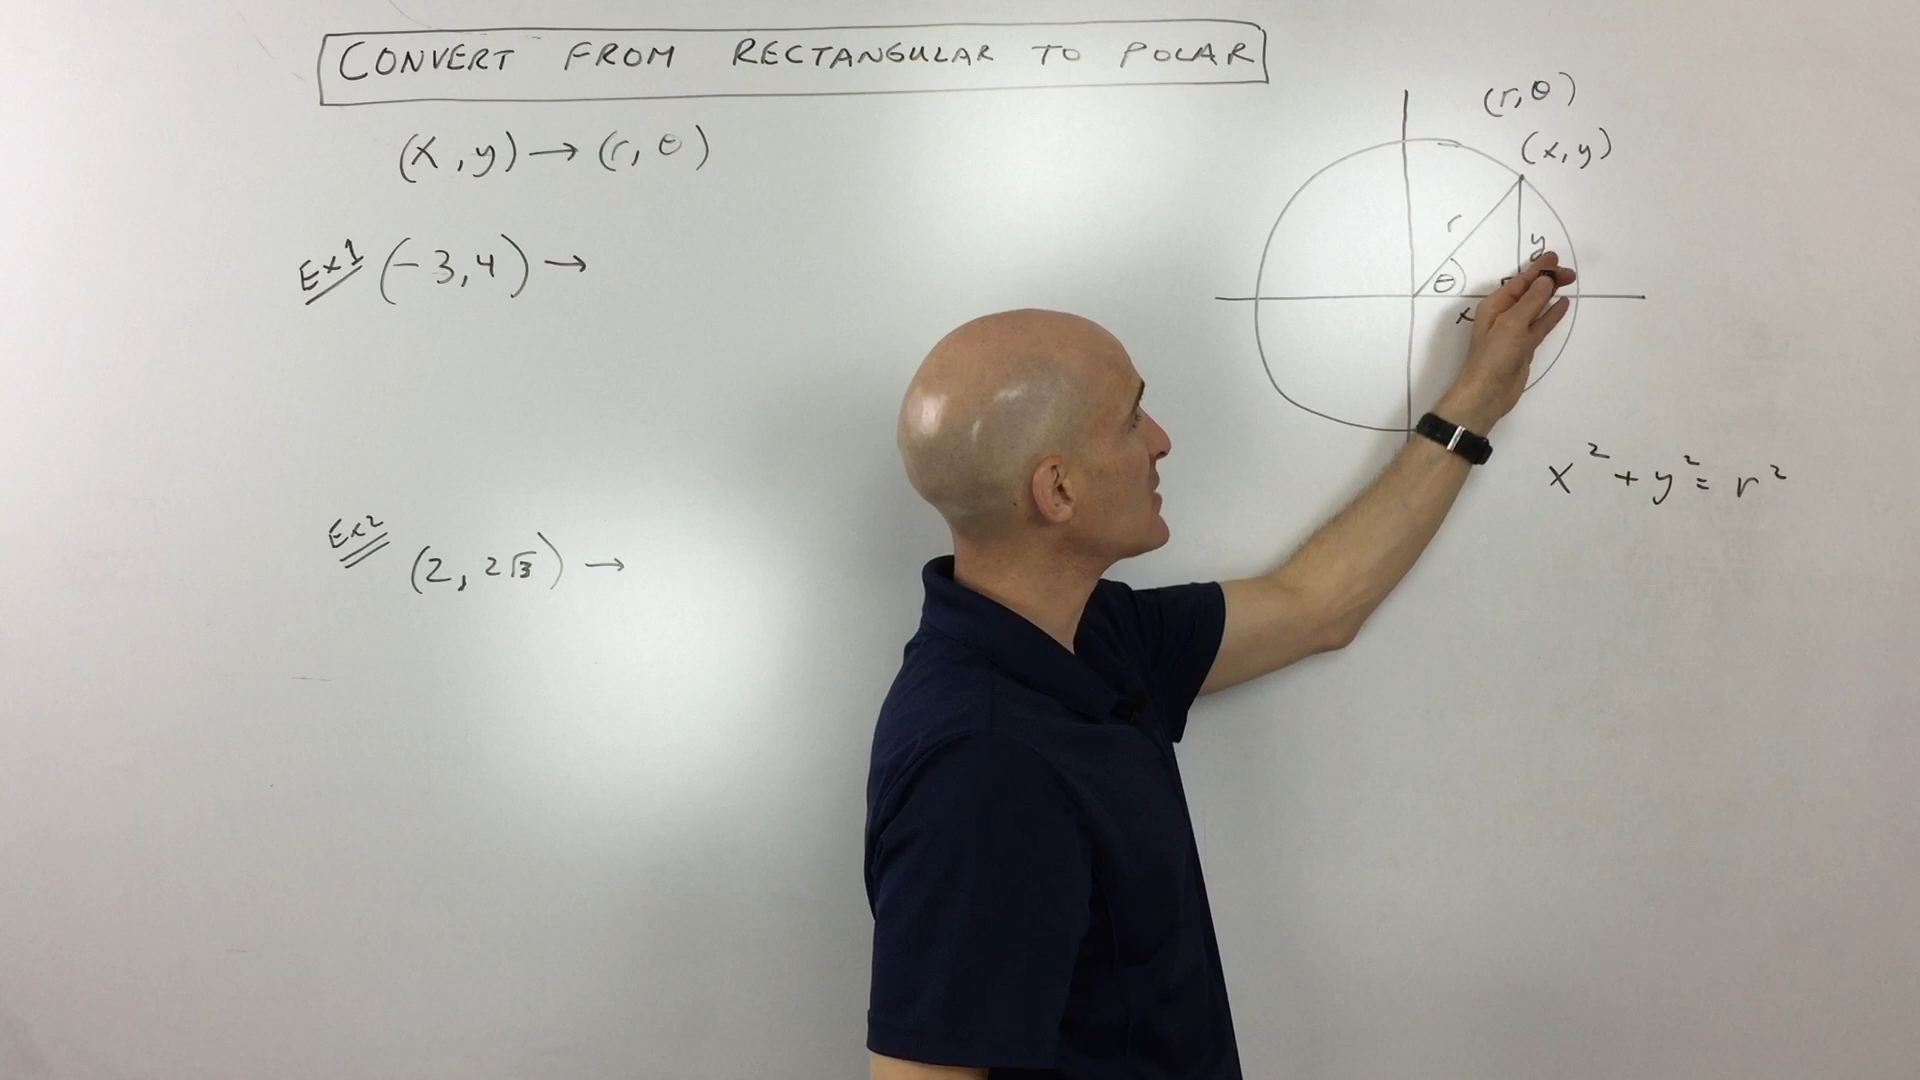 CONVERT FROM RECTANGULAR TO POLAR
(x, y) → (r, θ)
Ex1 (-3, 4) →
Ex2 (2, 2√3) →
(r, θ)
(x, y)
r
y
θ
x
x² + y² = r²